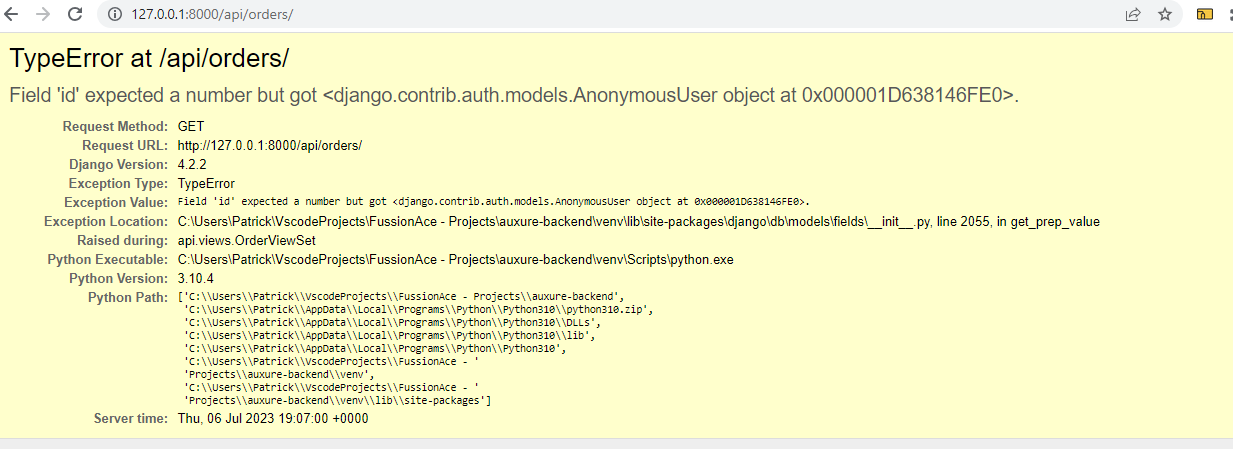 127.0.0.1:8000/api/orders/
TypeError at /api/orders/
Field 'id' expected a number but got <django.contrib.auth.models.AnonymousUser object at 0x000001D638146FE0>.
Request Method: GET
Request URL: http://127.0.0.1:8000/api/orders/
Django Version: 4.2.2
Exception Type: TypeError
Exception Value: Field 'id' expected a number but got <django.contrib.auth.models.AnonymousUser object at 0x000001D638146FE0>.
Exception Location: C:\Users\Patrick\VscodeProjects\FussionAce - Projects\auxure-backend\venv\lib\site-packages\django\db\models\fields\__init__.py, line 2055, in get_prep_value
Raised during: api.views.OrderViewSet
Python Executable: C:\Users\Patrick\VscodeProjects\FussionAce - Projects\auxure-backend\venv\Scripts\python.exe
Python Version: 3.10.4
Python Path: ['C:\\Users\\Patrick\\VscodeProjects\\FussionAce - Projects\\auxure-backend',
'C:\\Users\\Patrick\\AppData\\Local\\Programs\\Python\\Python310\\python310.zip',
'C:\\Users\\Patrick\\AppData\\Local\\Programs\\Python\\Python310\\DLLs',
'C:\\Users\\Patrick\\AppData\\Local\\Programs\\Python\\Python310\\lib',
'C:\\Users\\Patrick\\AppData\\Local\\Programs\\Python\\Python310',
'C:\\Users\\Patrick\\VscodeProjects\\FussionAce - '
'Projects\\auxure-backend\\venv',
'C:\\Users\\Patrick\\VscodeProjects\\FussionAce - '
'Projects\\auxure-backend\\venv\\lib\\site-packages']
Server time: Thu, 06 Jul 2023 19:07:00 +0000